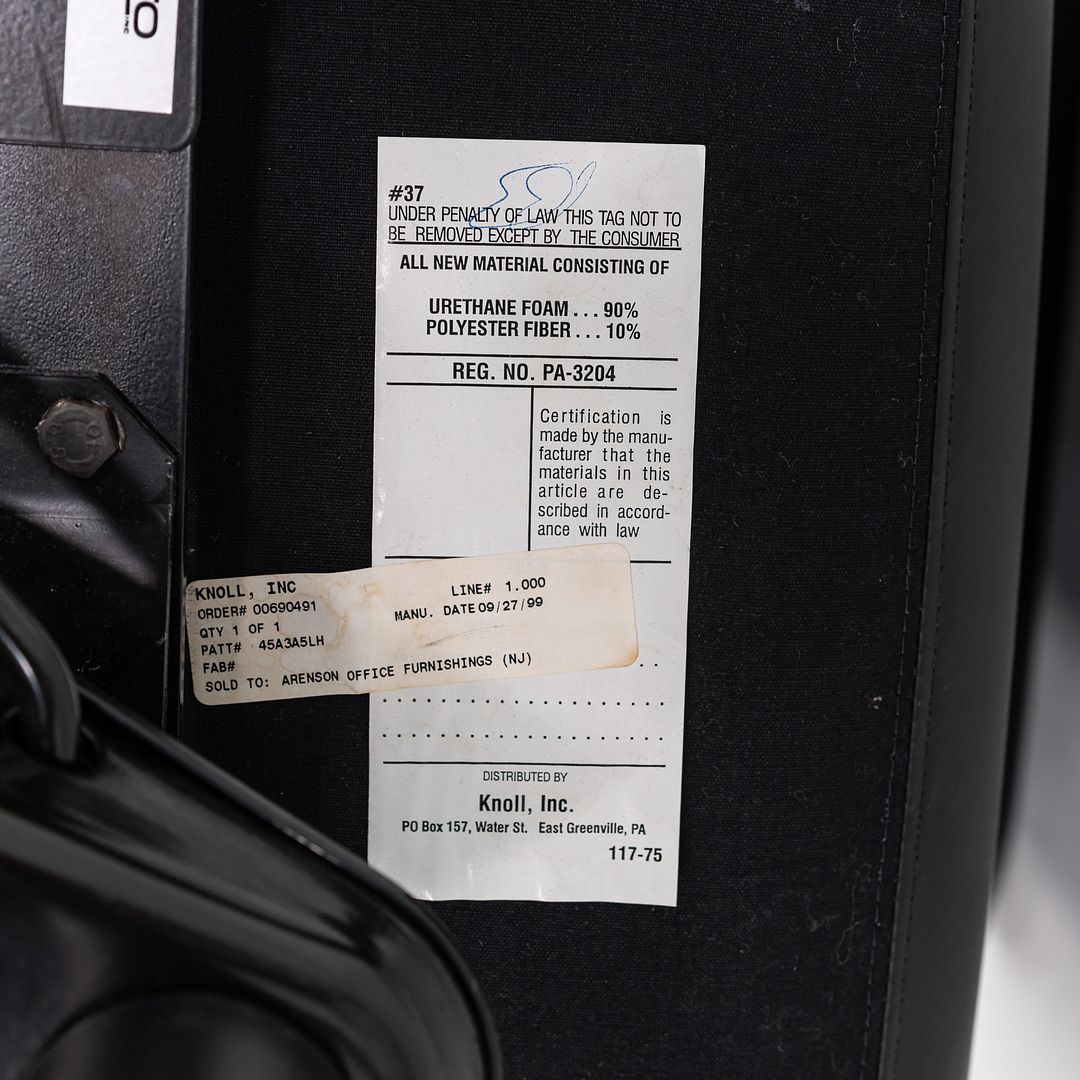 #37
UNDER PENALTY OF LAW THIS TAG NOT TO
BE REMOVED EXCEPT BY THE CONSUMER
ALL NEW MATERIAL CONSISTING OF
URETHANE FOAM . . . 90%
POLYESTER FIBER . . . 10%
REG. NO. PA-3204
Certification is
made by the manu-
facturer that the
materials in this
article are de-
scribed in accord-
ance with law
KNOLL, INC
LINE# 1.000
ORDER# 00690491
MANU. DATE 09/27/99
QTY 1 OF 1
PATT# 45A3A5LH
FAB#
SOLD TO: ARENSON OFFICE FURNISHINGS (NJ)
DISTRIBUTED BY
Knoll, Inc.
PO Box 157, Water St. East Greenville, PA
117-75